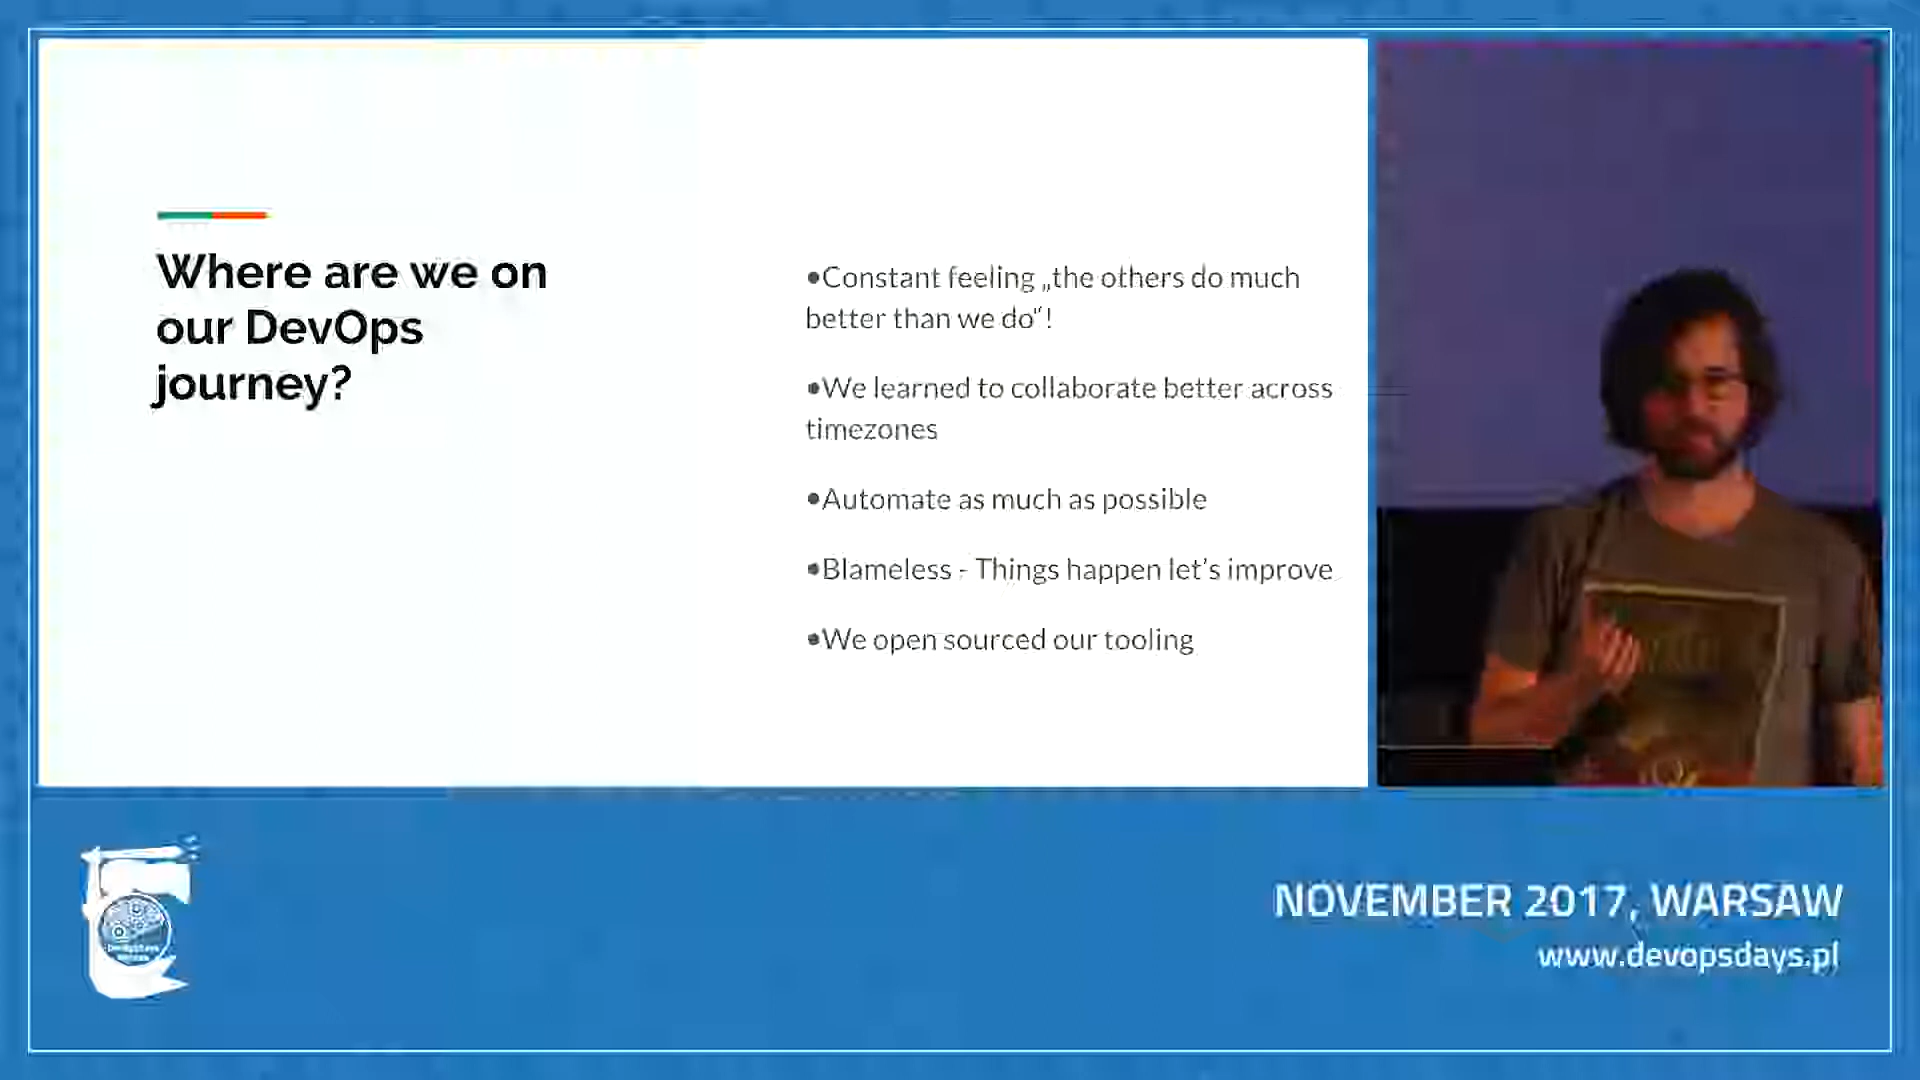 Where are we on
our DevOps
journey?
•Constant feeling „the others do much
better than we do“!
•We learned to collaborate better across
timezones
•Automate as much as possible
•Blameless - Things happen let’s improve
•We open sourced our tooling
NOVEMBER 2017, WARSAW
www.devopsdays.pl